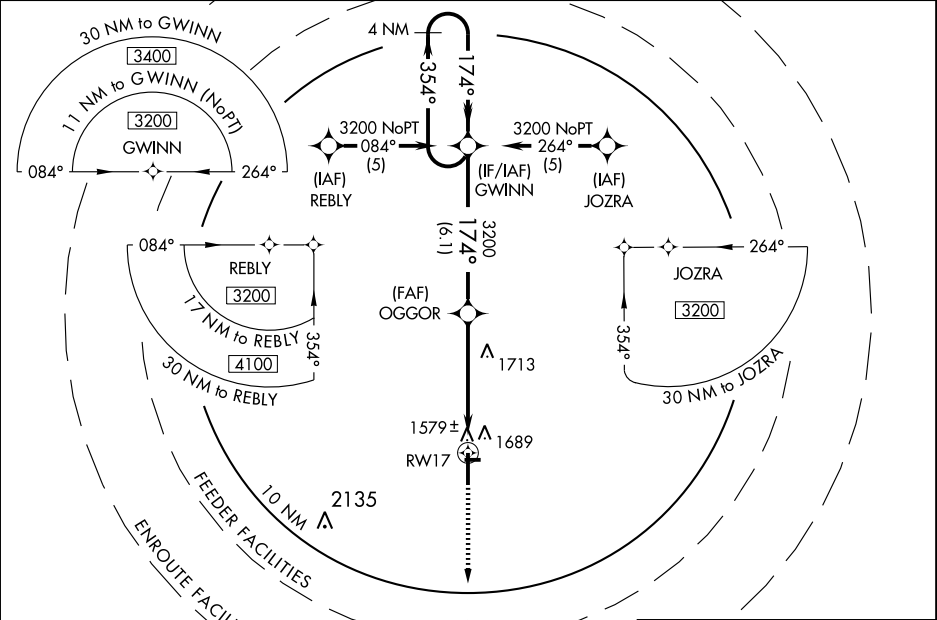 30 NM to GWINN
3400
11 NM to GWINN (NoPT)
3200
GWINN
084°
264°
4 NM
354°
174°
3200 NoPT
084°
(5)
(IAF)
REBLY
(IF/IAF)
GWINN
3200 NoPT
264°
(5)
(IAF)
JOZRA
3200
174°
(6.1)
084°
REBLY
3200
17 NM to REBLY
4100
30 NM to REBLY
354°
264°
JOZRA
3200
354°
30 NM to JOZRA
(FAF)
OGGOR
1713
1579±
1689
RW17
10 NM
2135
FEEDER FACILITIES
ENROUTE FACILI